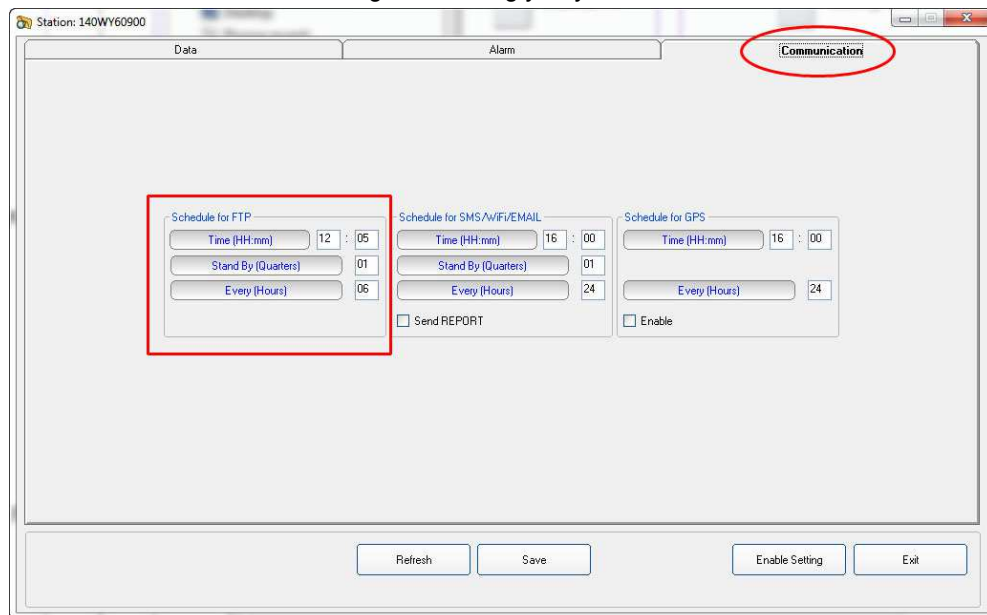 Station: 140WY60900
Data Alarm Communication
Schedule for FTP
Time (HH:mm) 12 : 05
Stand By (Quarters) 01
Every (Hours) 06
Schedule for SMS/WiFi/EMAIL
Time (HH:mm) 16 : 00
Stand By (Quarters) 01
Every (Hours) 24
Send REPORT
Schedule for GPS
Time (HH:mm) 16 : 00
Every (Hours) 24
Enable
Refresh Save Enable Setting Exit